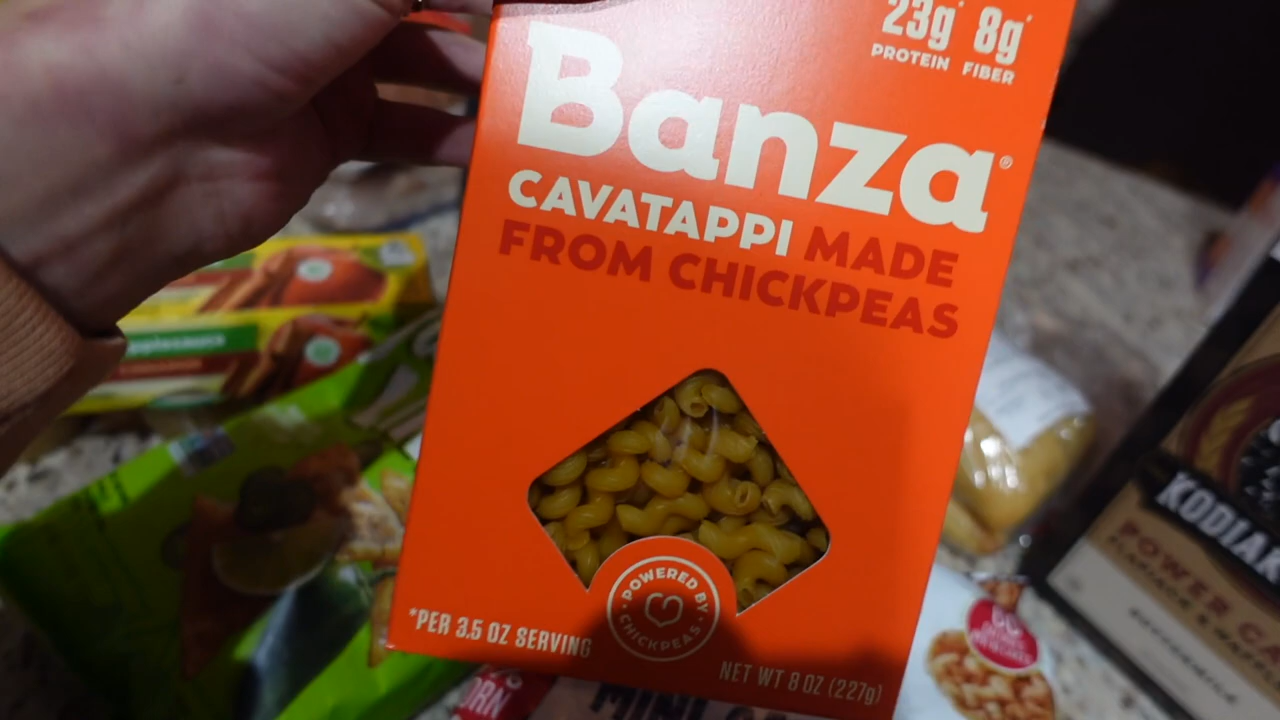 23g* 8g*
PROTEIN FIBER
Banza®
CAVATAPPI MADE
FROM CHICKPEAS
POWERED BY
CHICKPEAS
*PER 3.5 OZ SERVING
NET WT 8 OZ (227g)
KODIAK
POWER
MINI